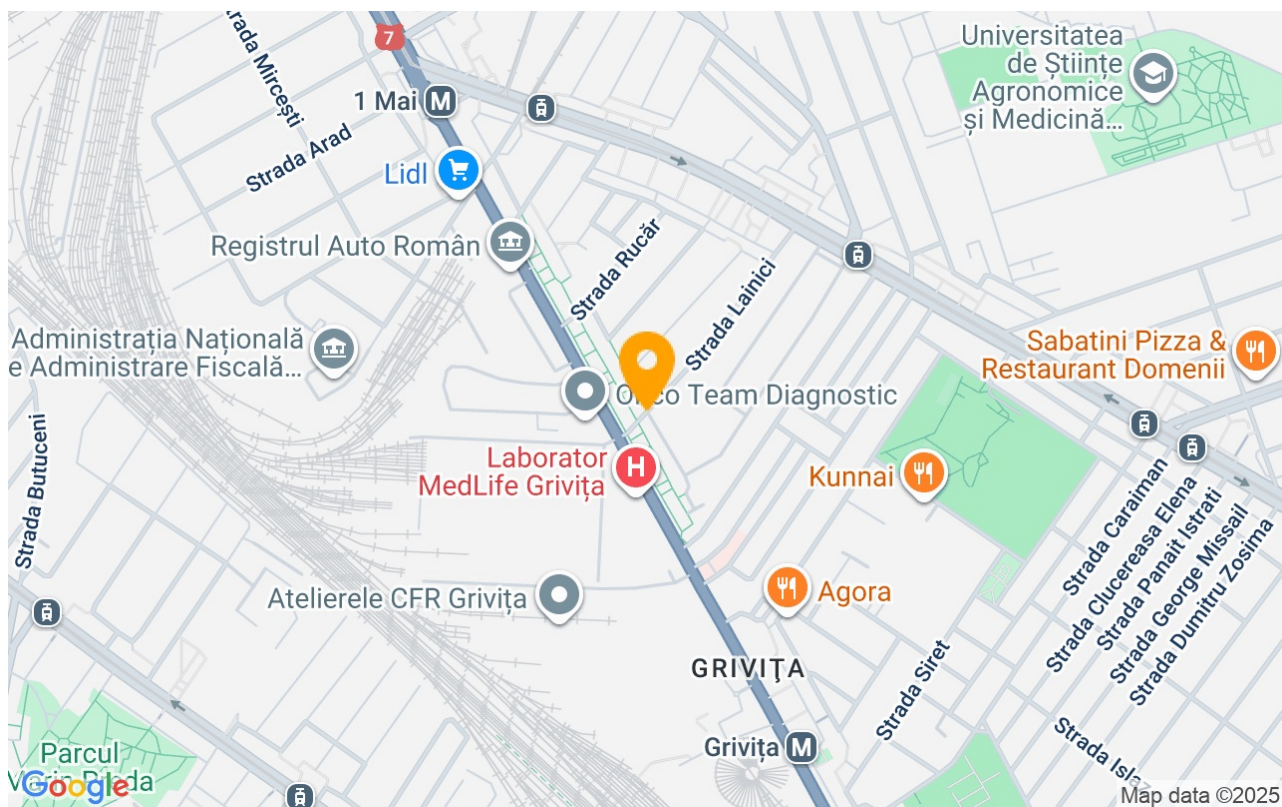 7
Universitatea
de Științe
Agronomice
și Medicină...
trada Mircești
1 Mai M
Strada Arad
Lidl
Registrul Auto Român
Strada Rucăr
Strada Lainici
Administrația Națională
e Administrare Fiscală...
Sabatini Pizza &
Restaurant Domenii
Team Diagnostic
Laborator
MedLife Grivița
H
Kunnai
Strada Butuceni
Strada Caraiman
Strada Clucereasa Elena
Strada Panait Istrati
Strada George Missail
Strada Dumitru Zosima
Atelierele CFR Grivița
Agora
GRIVIŢA
Strada Siret
Grivița M
Strada Islaz
Parcul
Google
Map data ©2025